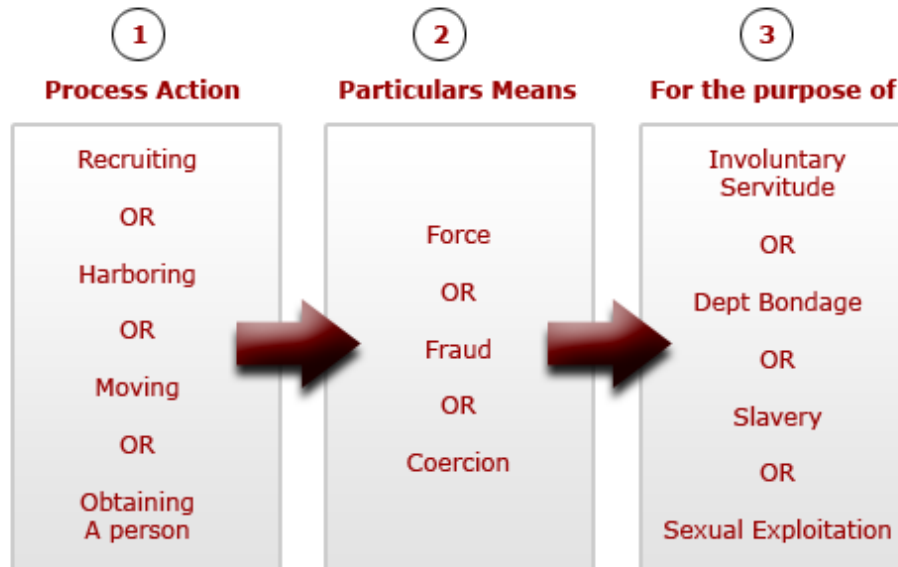 1
Process Action
Recruiting
OR
Harboring
OR
Moving
OR
Obtaining
A person
2
Particulars Means
Force
OR
Fraud
OR
Coercion
3
For the purpose of
Involuntary
Servitude
OR
Dept Bondage
OR
Slavery
OR
Sexual Exploitation